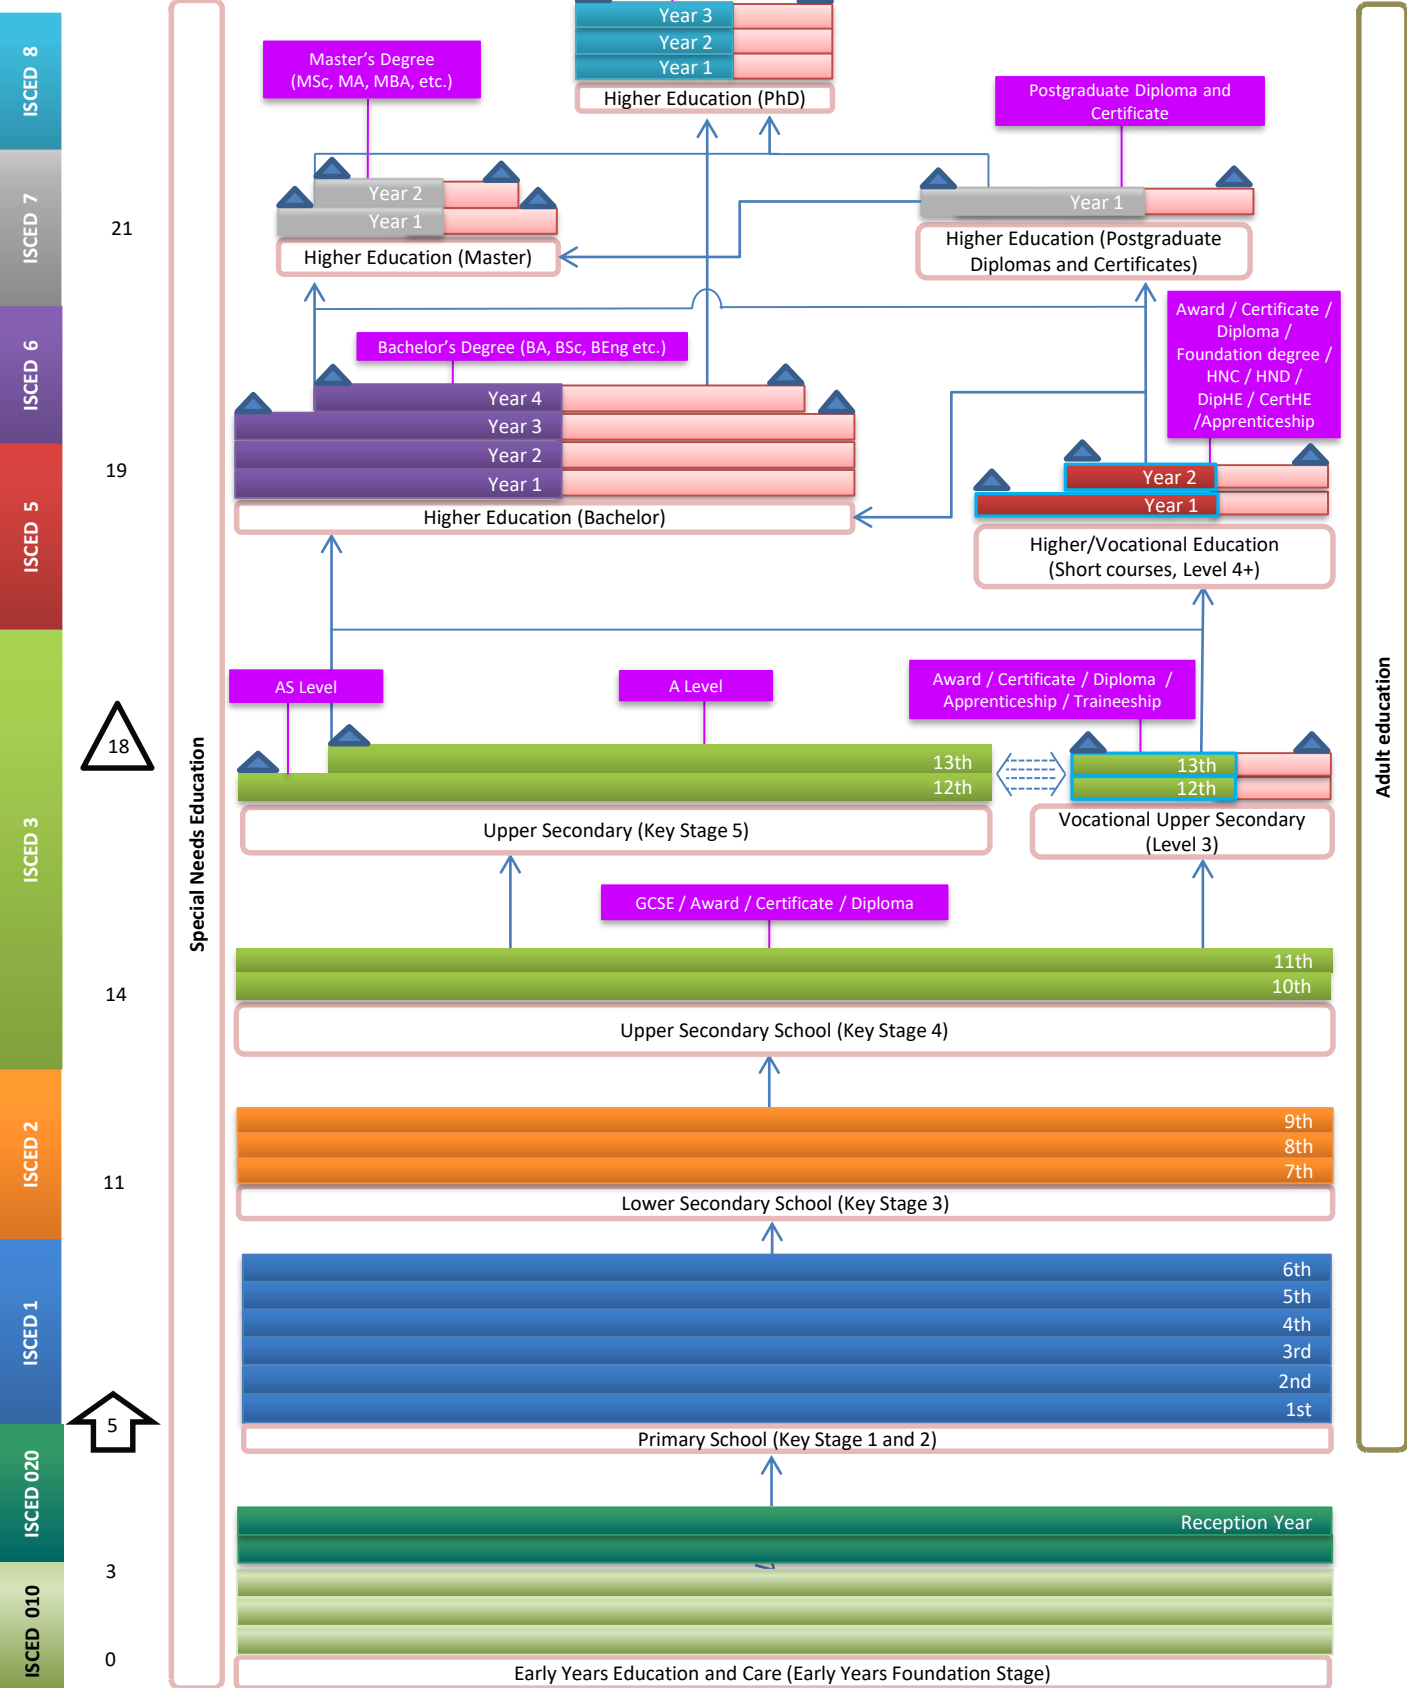 ISCED 8
ISCED 7
ISCED 6
ISCED 5
ISCED 3
ISCED 2
ISCED 1
ISCED 020
ISCED 010
21
19
18
14
11
5
3
0
Special Needs Education
Adult education
Year 3
Year 2
Year 1
Higher Education (PhD)
Master's Degree
(MSc, MA, MBA, etc.)
Year 2
Year 1
Higher Education (Master)
Postgraduate Diploma and
Certificate
Year 1
Higher Education (Postgraduate
Diplomas and Certificates)
Bachelor's Degree (BA, BSc, BEng etc.)
Year 4
Year 3
Year 2
Year 1
Higher Education (Bachelor)
Award / Certificate /
Diploma /
Foundation degree /
HNC / HND /
DipHE / CertHE
/Apprenticeship
Year 2
Year 1
Higher/Vocational Education
(Short courses, Level 4+)
AS Level
A Level
13th
12th
Upper Secondary (Key Stage 5)
Award / Certificate / Diploma /
Apprenticeship / Traineeship
13th
12th
Vocational Upper Secondary
(Level 3)
GCSE / Award / Certificate / Diploma
11th
10th
Upper Secondary School (Key Stage 4)
9th
8th
7th
Lower Secondary School (Key Stage 3)
6th
5th
4th
3rd
2nd
1st
Primary School (Key Stage 1 and 2)
Reception Year
Early Years Education and Care (Early Years Foundation Stage)